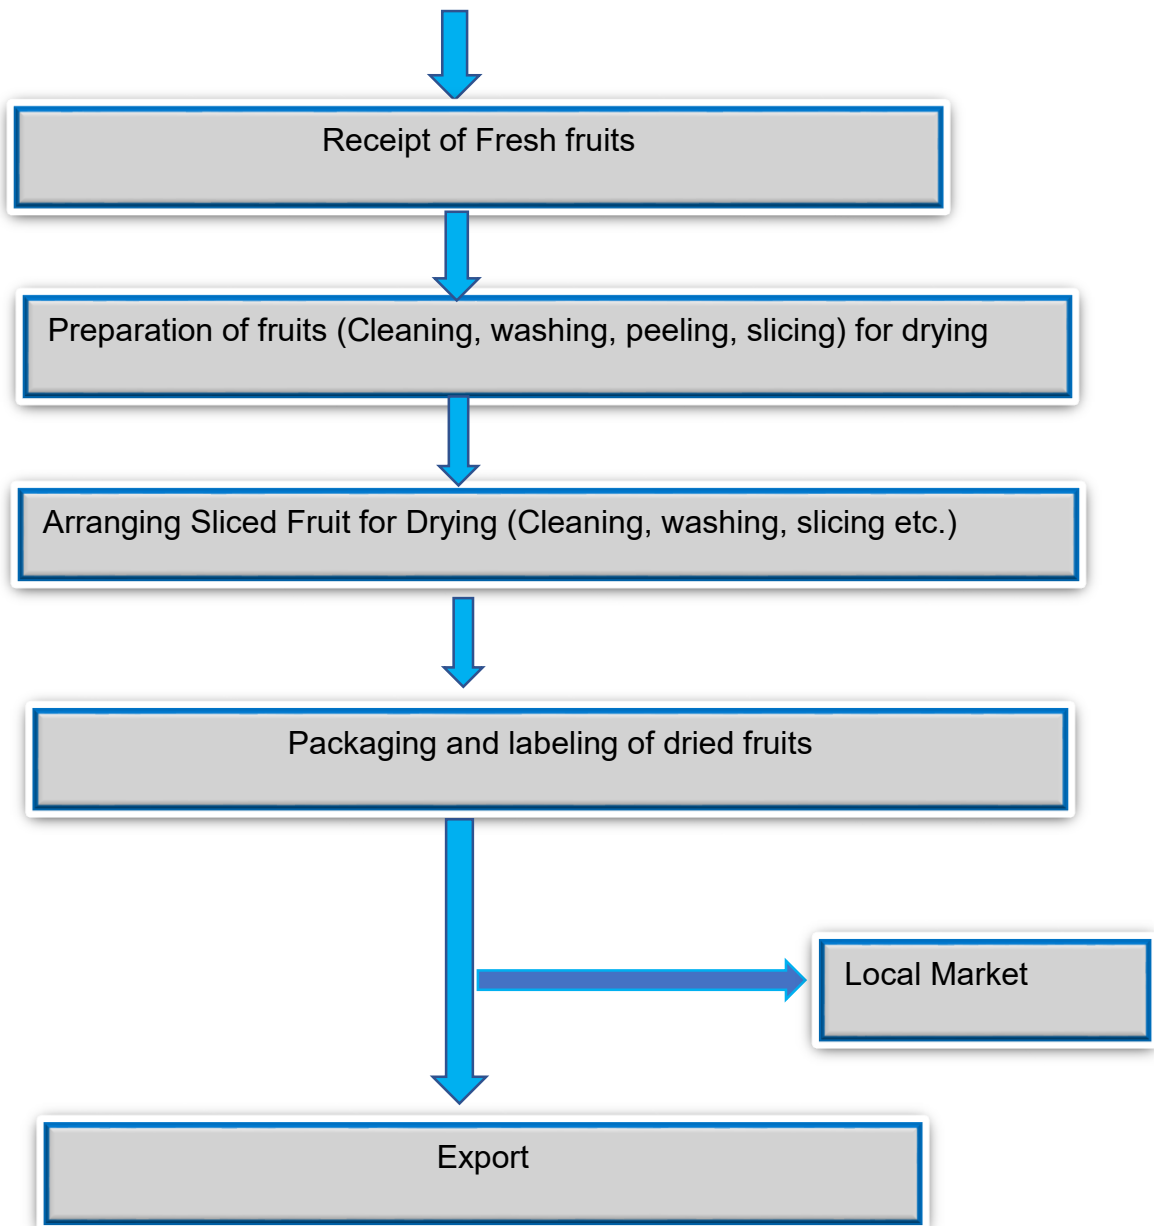 Receipt of Fresh fruits
Preparation of fruits (Cleaning, washing, peeling, slicing) for drying
Arranging Sliced Fruit for Drying (Cleaning, washing, slicing etc.)
Packaging and labeling of dried fruits
Local Market
Export